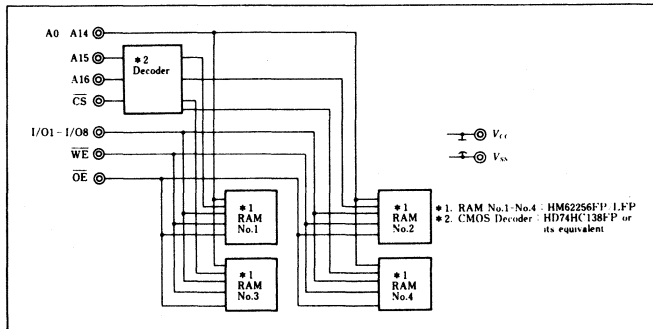 A0 A14
A15
A16
CS
I/O1 - I/O8
WE
OE
*2
Decoder
*1
RAM
No.1
*1
RAM
No.2
*1
RAM
No.3
*1
RAM
No.4
Vcc
Vss
*1. RAM No.1-No.4 : HM62256FP/LFP
*2. CMOS Decoder : HD74HC138FP or
its equivalent